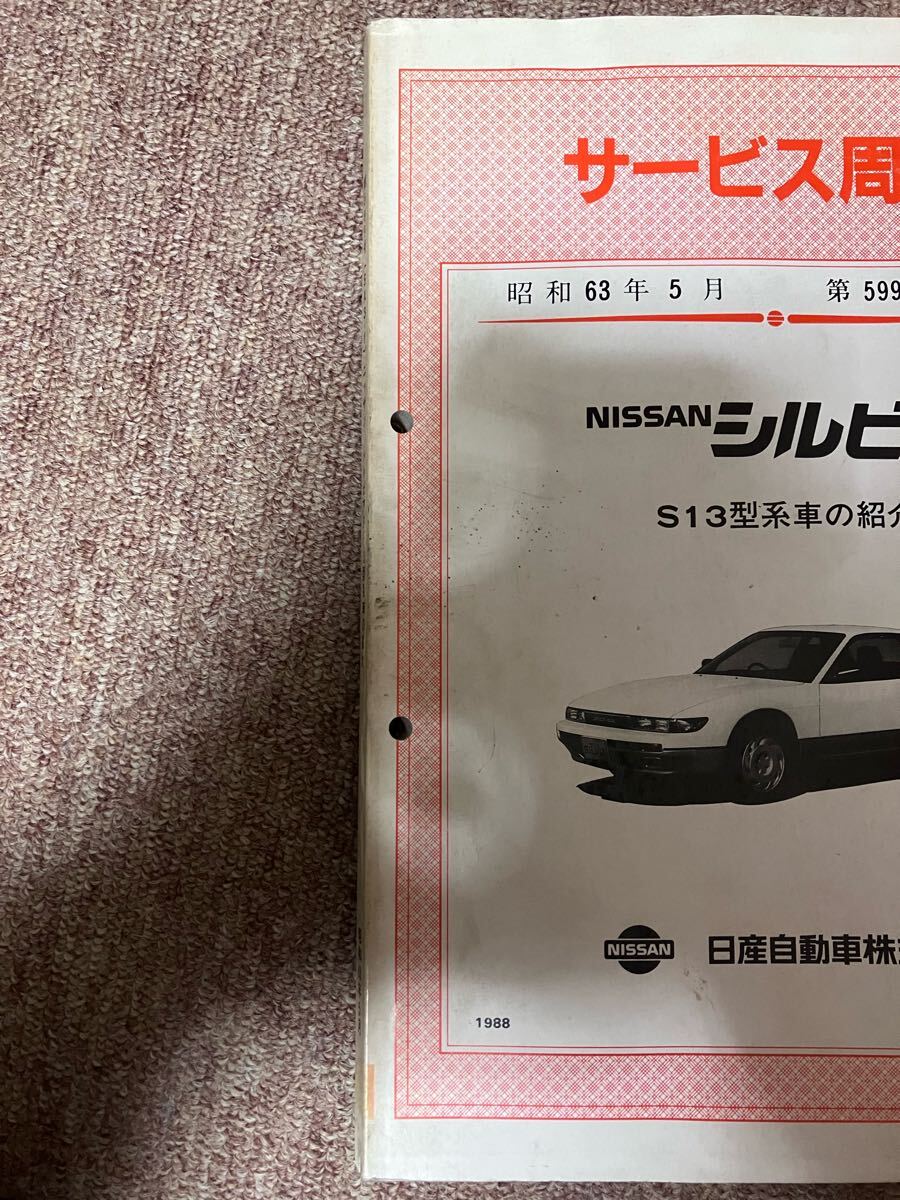 サービス周
昭和63年5月 第599
NISSAN シルビ
S13型系車の紹介
NISSAN 日産自動車株
1988